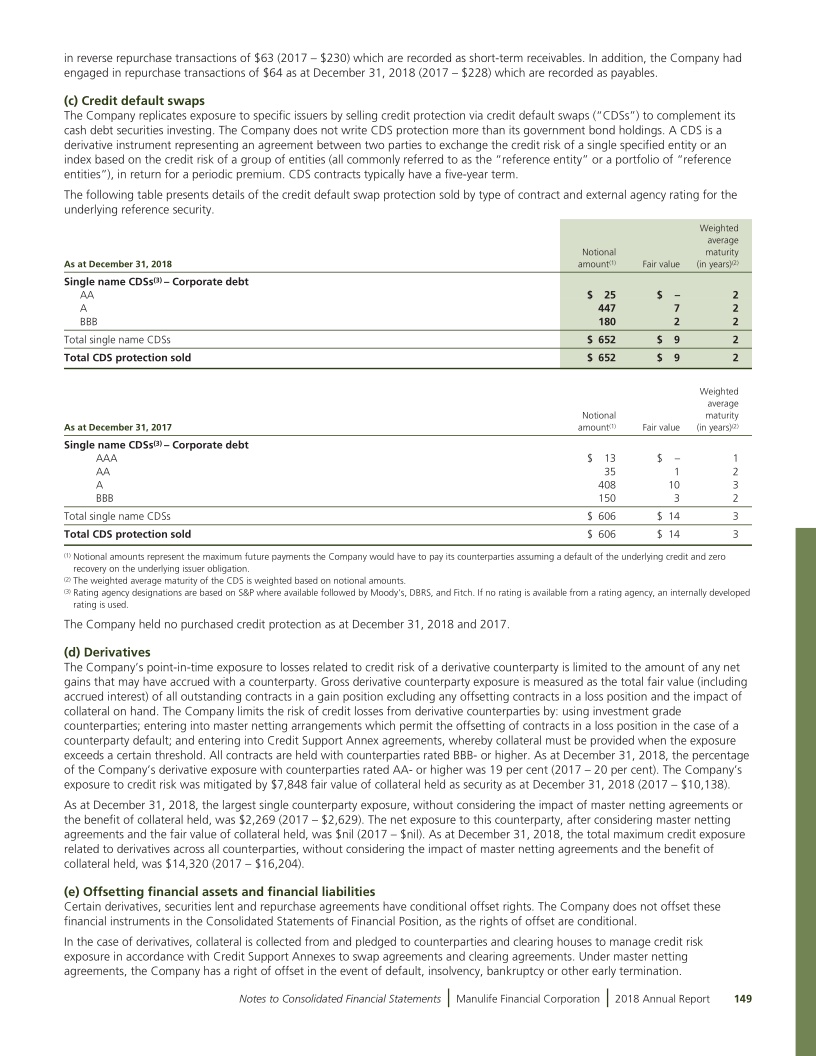 in reverse repurchase transactions of $63 (2017 – $230) which are recorded as short-term receivables. In addition, the Company had
engaged in repurchase transactions of $64 as at December 31, 2018 (2017 – $228) which are recorded as payables.
(c) Credit default swaps
The Company replicates exposure to specific issuers by selling credit protection via credit default swaps (“CDSs”) to complement its
cash debt securities investing. The Company does not write CDS protection more than its government bond holdings. A CDS is a
derivative instrument representing an agreement between two parties to exchange the credit risk of a single specified entity or an
index based on the credit risk of a group of entities (all commonly referred to as the “reference entity” or a portfolio of “reference
entities”), in return for a periodic premium. CDS contracts typically have a five-year term.
The following table presents details of the credit default swap protection sold by type of contract and external agency rating for the
underlying reference security.
Weighted
average
Notional maturity
As at December 31, 2018 amount(1) Fair value (in years)(2)
Single name CDSs(3) – Corporate debt
AA $ 25 $ – 2
A 447 7 2
BBB 180 2 2
Total single name CDSs $ 652 $ 9 2
Total CDS protection sold $ 652 $ 9 2
Weighted
average
Notional maturity
As at December 31, 2017 amount(1) Fair value (in years)(2)
Single name CDSs(3) – Corporate debt
AAA $ 13 $ – 1
AA 35 1 2
A 408 10 3
BBB 150 3 2
Total single name CDSs $ 606 $ 14 3
Total CDS protection sold $ 606 $ 14 3
(1) Notional amounts represent the maximum future payments the Company would have to pay its counterparties assuming a default of the underlying credit and zero
recovery on the underlying issuer obligation.
(2) The weighted average maturity of the CDS is weighted based on notional amounts.
(3) Rating agency designations are based on S&P where available followed by Moody’s, DBRS, and Fitch. If no rating is available from a rating agency, an internally developed
rating is used.
The Company held no purchased credit protection as at December 31, 2018 and 2017.
(d) Derivatives
The Company’s point-in-time exposure to losses related to credit risk of a derivative counterparty is limited to the amount of any net
gains that may have accrued with a counterparty. Gross derivative counterparty exposure is measured as the total fair value (including
accrued interest) of all outstanding contracts in a gain position excluding any offsetting contracts in a loss position and the impact of
collateral on hand. The Company limits the risk of credit losses from derivative counterparties by: using investment grade
counterparties; entering into master netting arrangements which permit the offsetting of contracts in a loss position in the case of a
counterparty default; and entering into Credit Support Annex agreements, whereby collateral must be provided when the exposure
exceeds a certain threshold. All contracts are held with counterparties rated BBB- or higher. As at December 31, 2018, the percentage
of the Company’s derivative exposure with counterparties rated AA- or higher was 19 per cent (2017 – 20 per cent). The Company’s
exposure to credit risk was mitigated by $7,848 fair value of collateral held as security as at December 31, 2018 (2017 – $10,138).
As at December 31, 2018, the largest single counterparty exposure, without considering the impact of master netting agreements or
the benefit of collateral held, was $2,269 (2017 – $2,629). The net exposure to this counterparty, after considering master netting
agreements and the fair value of collateral held, was $nil (2017 – $nil). As at December 31, 2018, the total maximum credit exposure
related to derivatives across all counterparties, without considering the impact of master netting agreements and the benefit of
collateral held, was $14,320 (2017 – $16,204).
(e) Offsetting financial assets and financial liabilities
Certain derivatives, securities lent and repurchase agreements have conditional offset rights. The Company does not offset these
financial instruments in the Consolidated Statements of Financial Position, as the rights of offset are conditional.
In the case of derivatives, collateral is collected from and pledged to counterparties and clearing houses to manage credit risk
exposure in accordance with Credit Support Annexes to swap agreements and clearing agreements. Under master netting
agreements, the Company has a right of offset in the event of default, insolvency, bankruptcy or other early termination.
Notes to Consolidated Financial Statements | Manulife Financial Corporation | 2018 Annual Report 149